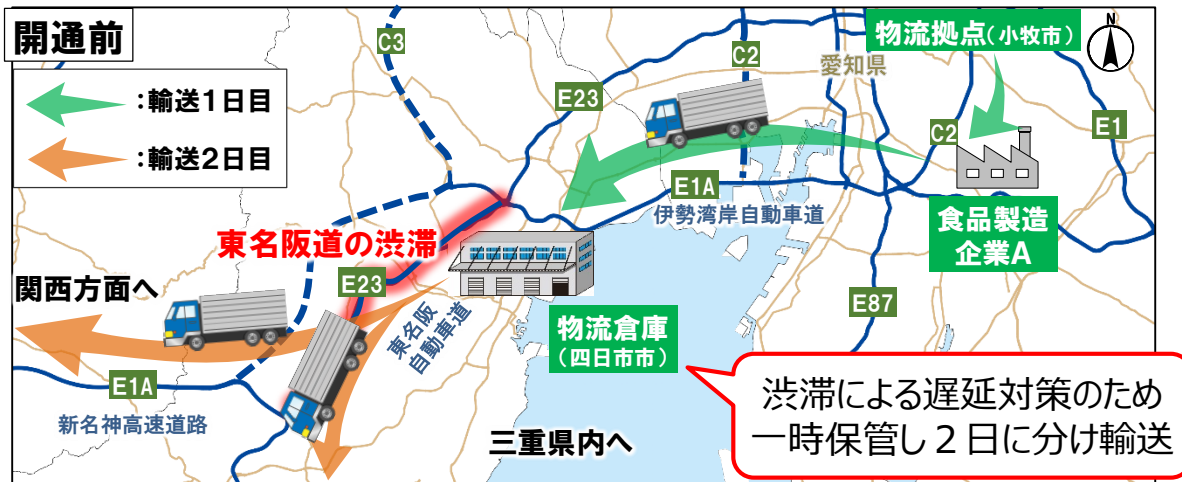 開通前
:輸送1日目
:輸送2日目
物流拠点(小牧市)
N
愛知県
C3
C2
E23
C2
E1
E1A
伊勢湾岸自動車道
食品製造
企業A
東名阪道の渋滞
E23
関西方面へ
東名阪
自動車道
物流倉庫
(四日市市)
E87
E1A
新名神高速道路
三重県内へ
渋滞による遅延対策のため
一時保管し2日に分け輸送